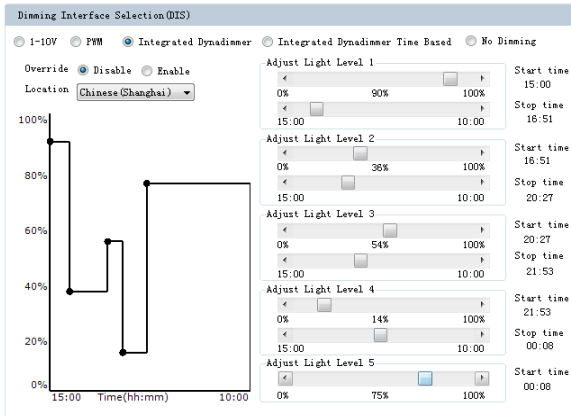 Dimming Interface Selection(DIS)
1-10V PWM Integrated Dynadimmer Integrated Dynadimmer Time Based No Dimming
Override Disable Enable
Location Chinese(Shanghai)
100%
80%
60%
40%
20%
0%
15:00 Time(hh:mm) 10:00
Adjust Light Level 1
0% 90% 100%
15:00 10:00
Start time
15:00
Stop time
16:51
Adjust Light Level 2
0% 36% 100%
15:00 10:00
Start time
16:51
Stop time
20:27
Adjust Light Level 3
0% 54% 100%
15:00 10:00
Start time
20:27
Stop time
21:53
Adjust Light Level 4
0% 14% 100%
15:00 10:00
Start time
21:53
Stop time
00:08
Adjust Light Level 5
0% 75% 100%
Start time
00:08